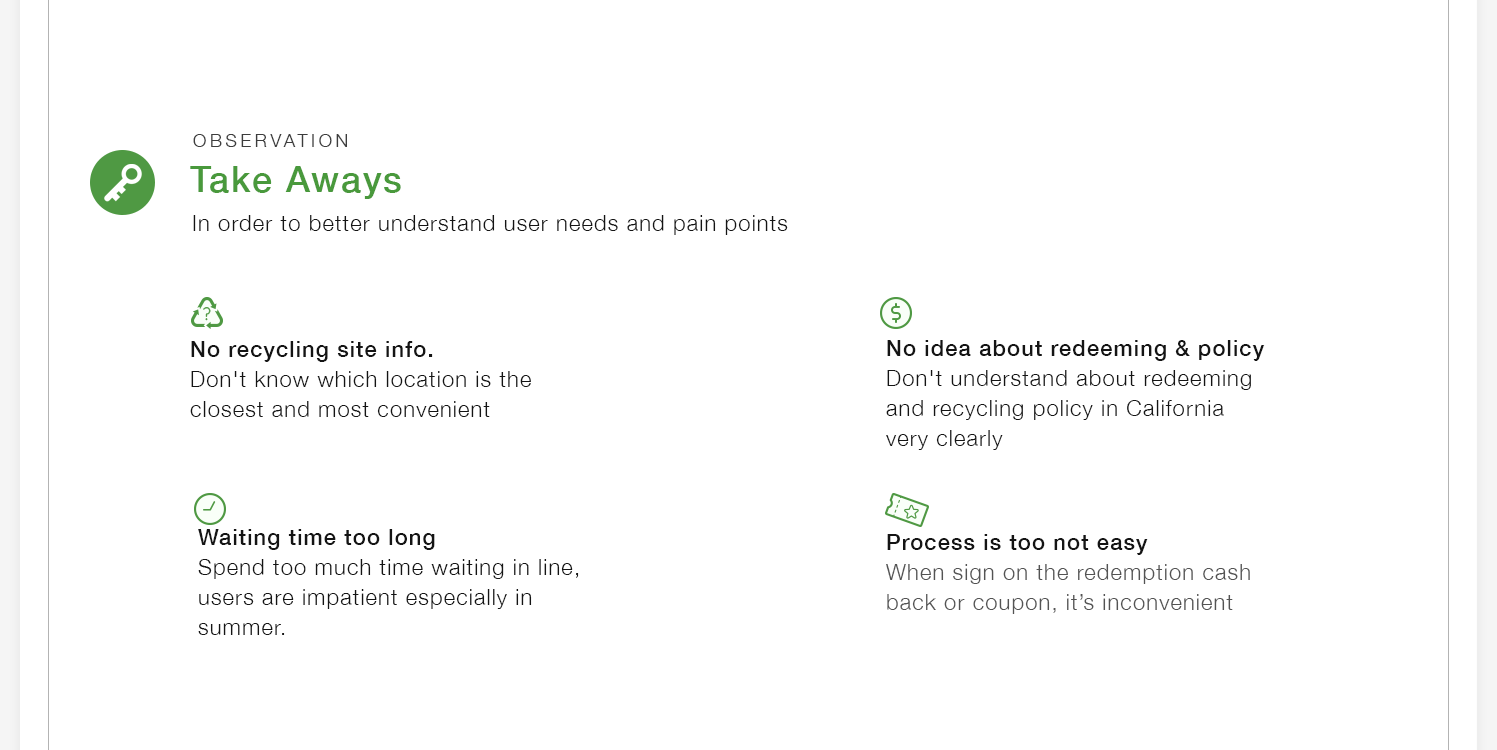 OBSERVATION
Take Aways
In order to better understand user needs and pain points
?
No recycling site info.
Don't know which location is the
closest and most convenient
$
No idea about redeeming & policy
Don't understand about redeeming
and recycling policy in California
very clearly
Waiting time too long
Spend too much time waiting in line,
users are impatient especially in
summer.
Process is too not easy
When sign on the redemption cash
back or coupon, it’s inconvenient